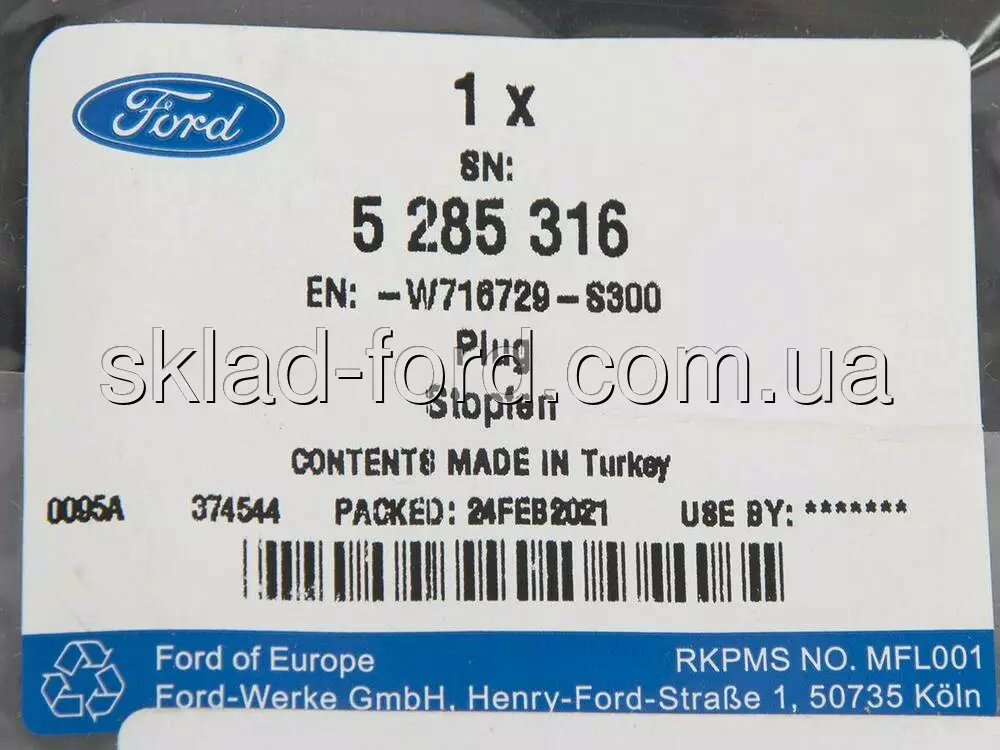 Ford
1 x
SN:
5 285 316
EN: -W716729-S300
Plug
sklad-ford.com.ua
Stopfen
CONTENTS MADE IN Turkey
0095A 374544 PACKED: 24FEB2021 USE BY: *******
Ford of Europe RKPMS NO. MFL001
Ford-Werke GmbH, Henry-Ford-Straße 1, 50735 Köln